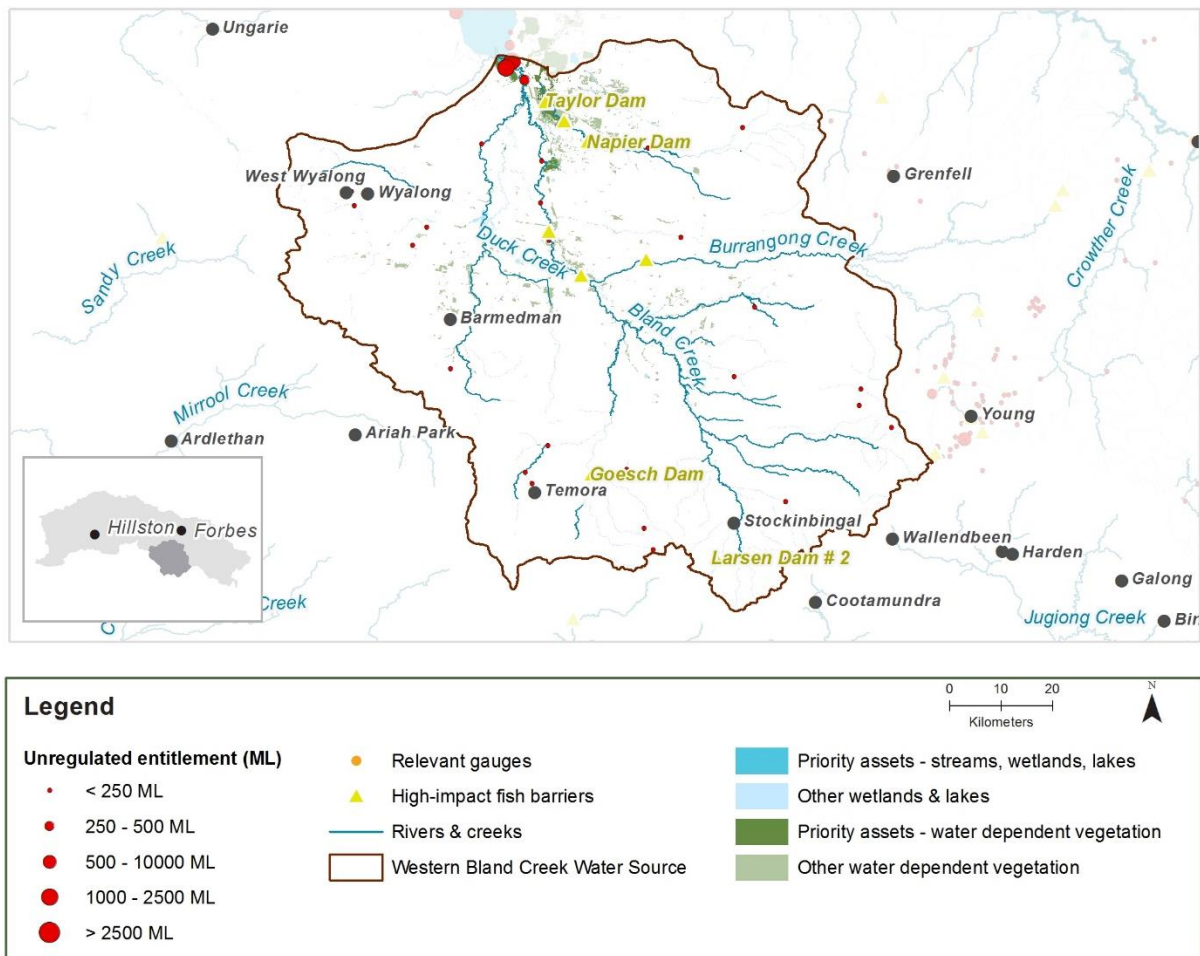 Ungarie
Taylor Dam
Napier Dam
West Wyalong
Wyalong
Grenfell
Crowther Creek
Sandy Creek
Duck Creek
Burrangong Creek
Barmedman
Bland Creek
Mirrool Creek
Ardlethan
Ariah Park
Young
Goesch Dam
Temora
Stockinbingal
Hillston
Forbes
Wallendbeen
Harden
Larsen Dam # 2
Galong
Cootamundra
Creek
Jugiong Creek
Bin
Legend
0 10 20
Kilometers
N
Unregulated entitlement (ML)
< 250 ML
250 - 500 ML
500 - 10000 ML
1000 - 2500 ML
> 2500 ML
Relevant gauges
High-impact fish barriers
Rivers & creeks
Western Bland Creek Water Source
Priority assets - streams, wetlands, lakes
Other wetlands & lakes
Priority assets - water dependent vegetation
Other water dependent vegetation